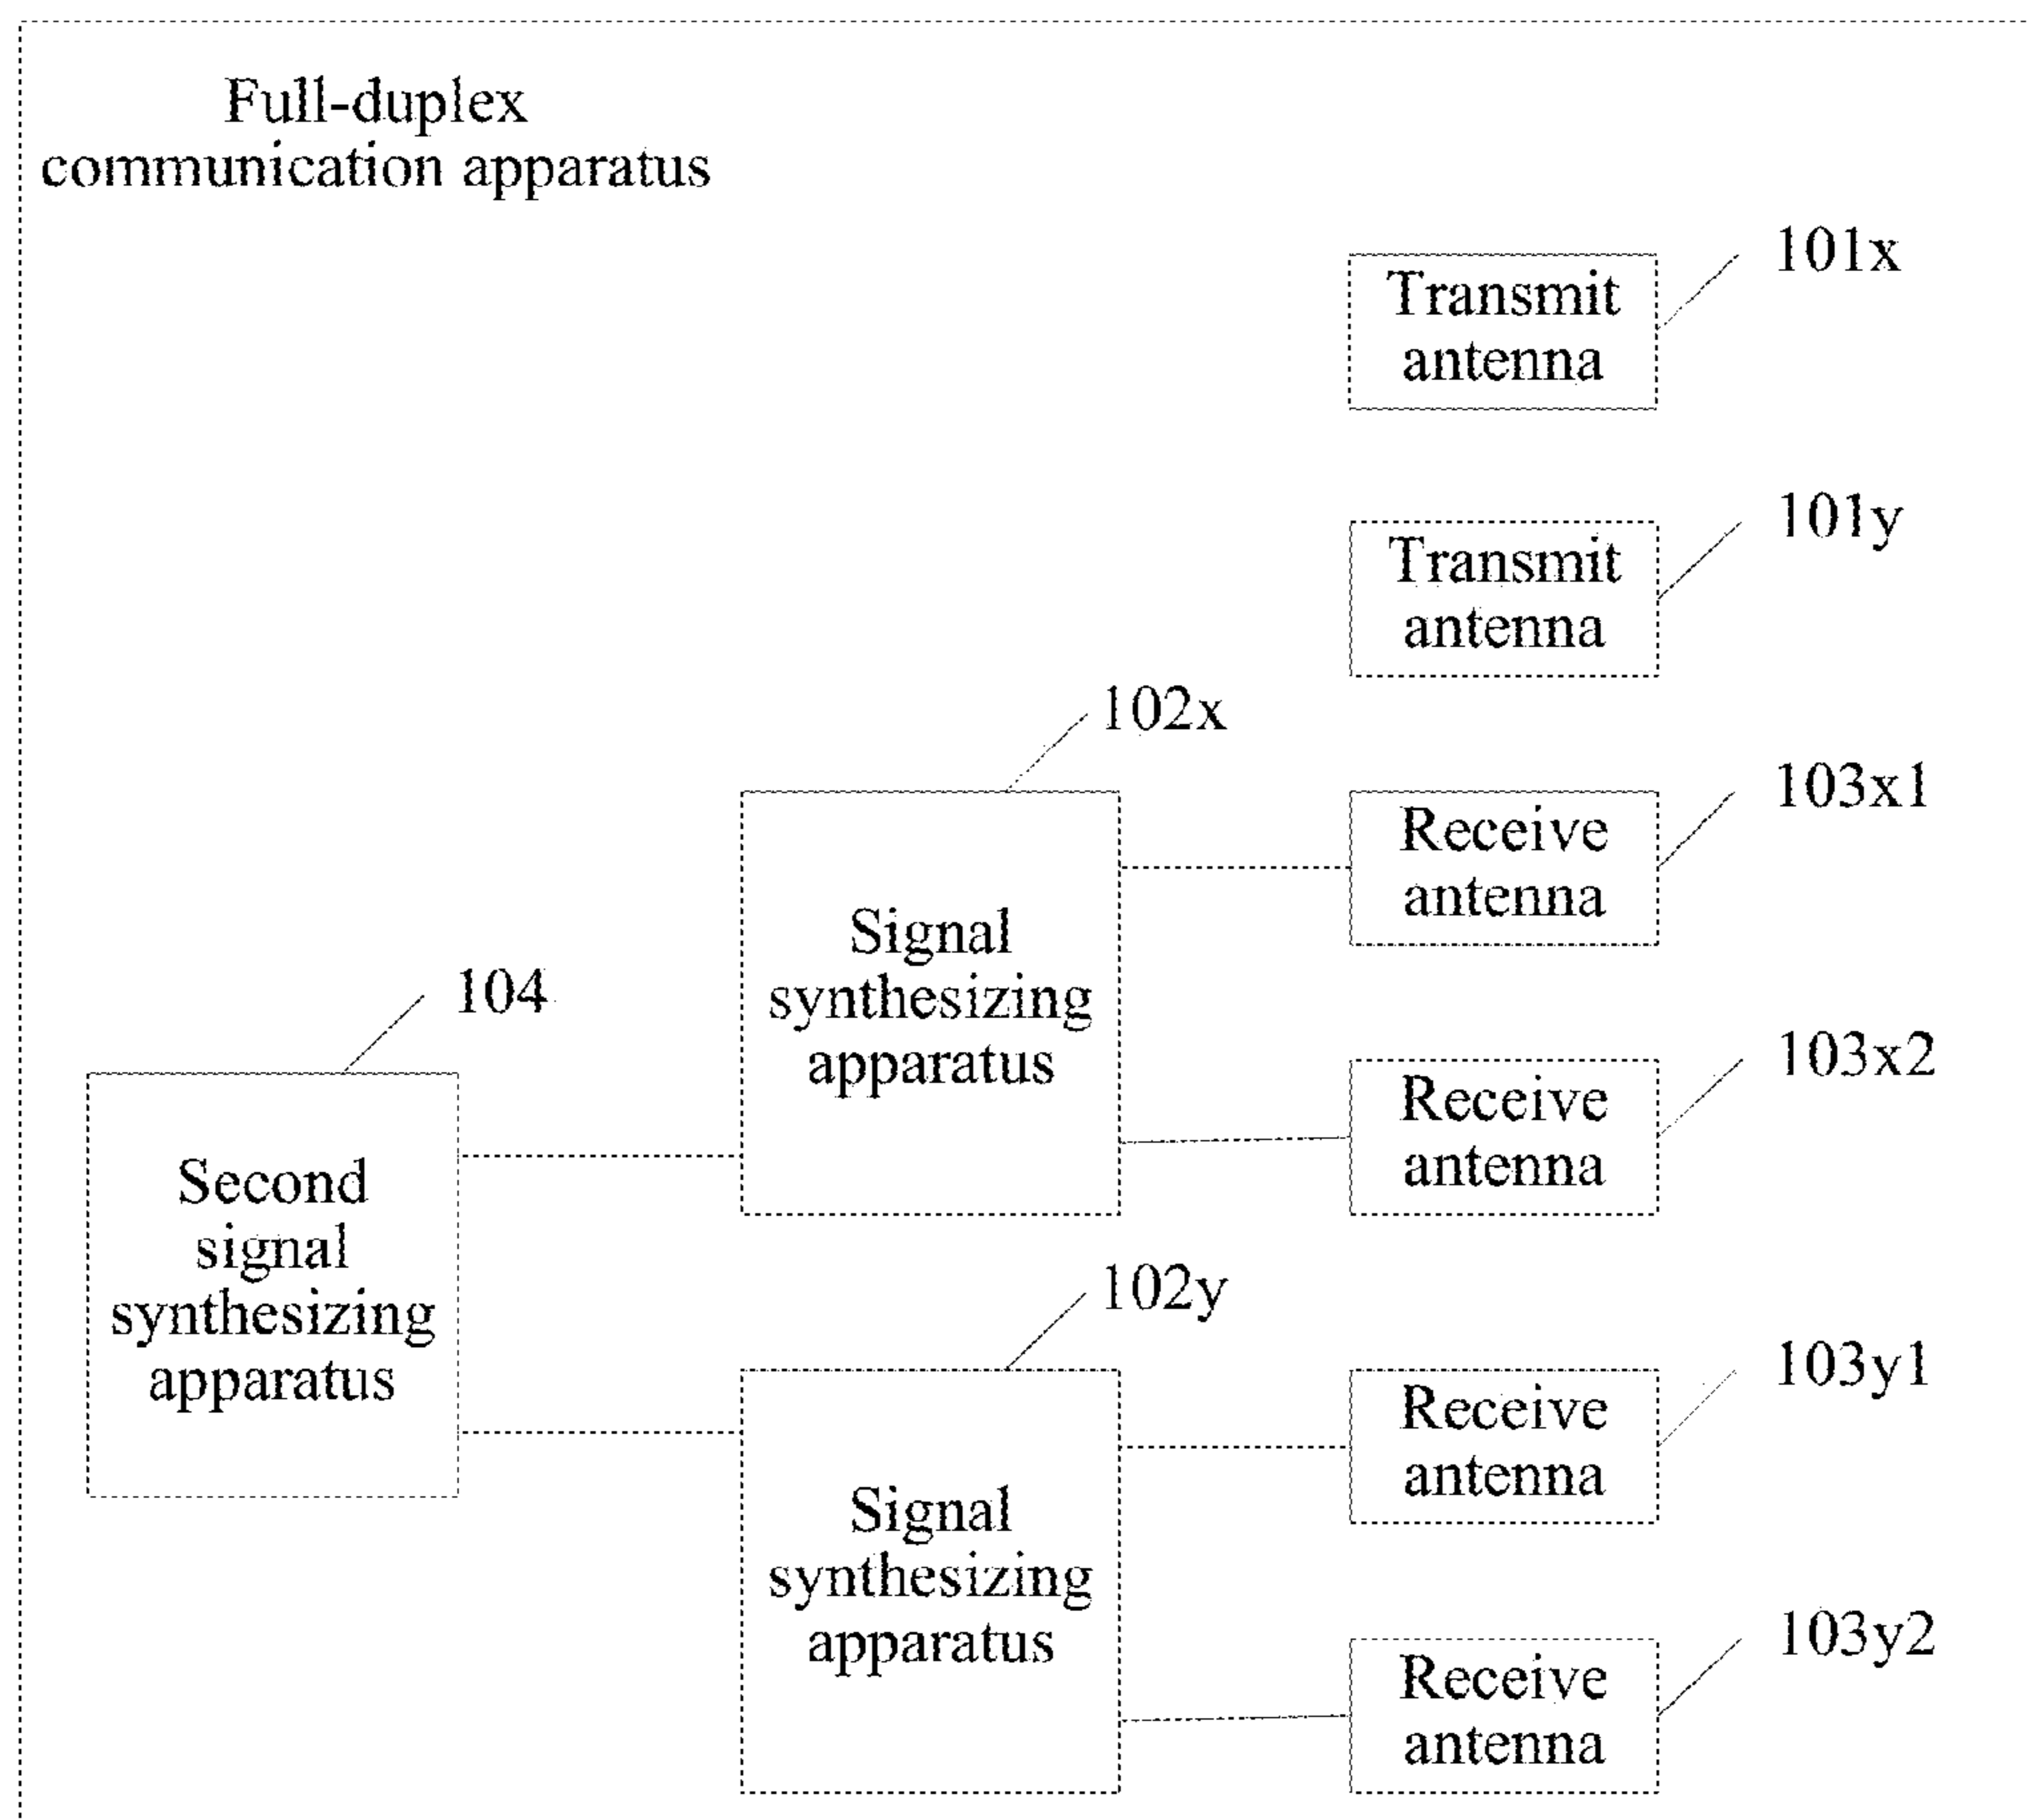 Full-duplex
communication apparatus
101x
Transmit
antenna
101y
Transmit
antenna
102x
103x1
Receive
antenna
Signal
synthesizing
apparatus
104
103x2
Receive
antenna
Second
signal
synthesizing
apparatus
102y
103y1
Receive
antenna
Signal
synthesizing
apparatus
103y2
Receive
antenna